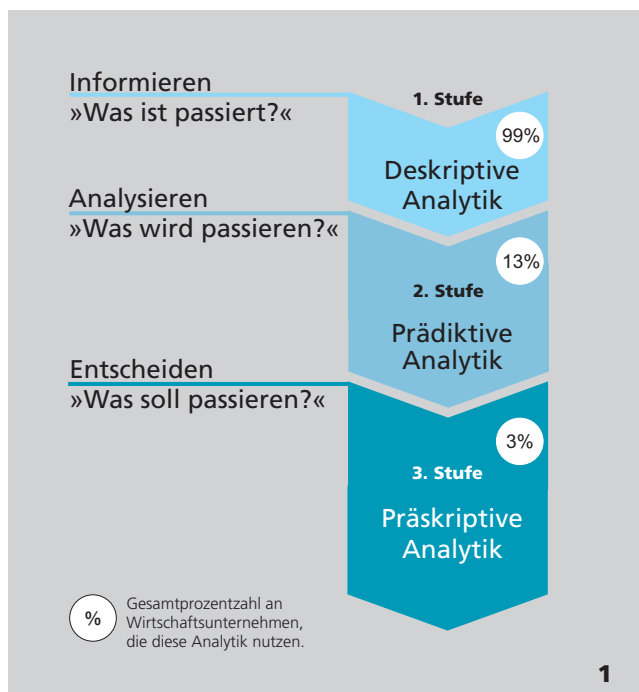 Informieren
»Was ist passiert?«
1. Stufe
99%
Deskriptive
Analytik
Analysieren
»Was wird passieren?«
13%
2. Stufe
Prädiktive
Analytik
Entscheiden
»Was soll passieren?«
3%
3. Stufe
Präskriptive
Analytik
%
Gesamtprozentzahl an
Wirtschaftsunternehmen,
die diese Analytik nutzen.
1